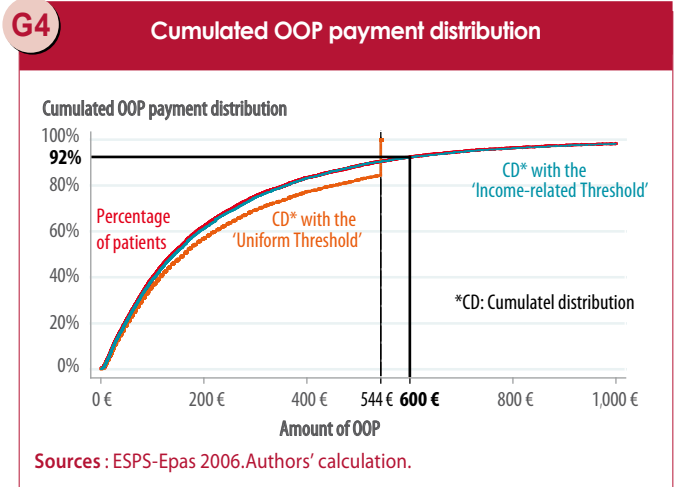 G4
Cumulated OOP payment distribution
Cumulated OOP payment distribution
100%
92%
80%
60%
40%
20%
0%
Percentage
of patients
CD* with the
'Uniform Threshold'
CD* with the
'Income-related Threshold'
*CD: Cumulatel distribution
0 €
200 €
400 €
544 €
600 €
800 €
1,000 €
Amount of OOP
Sources : ESPS-Epas 2006.Authors' calculation.